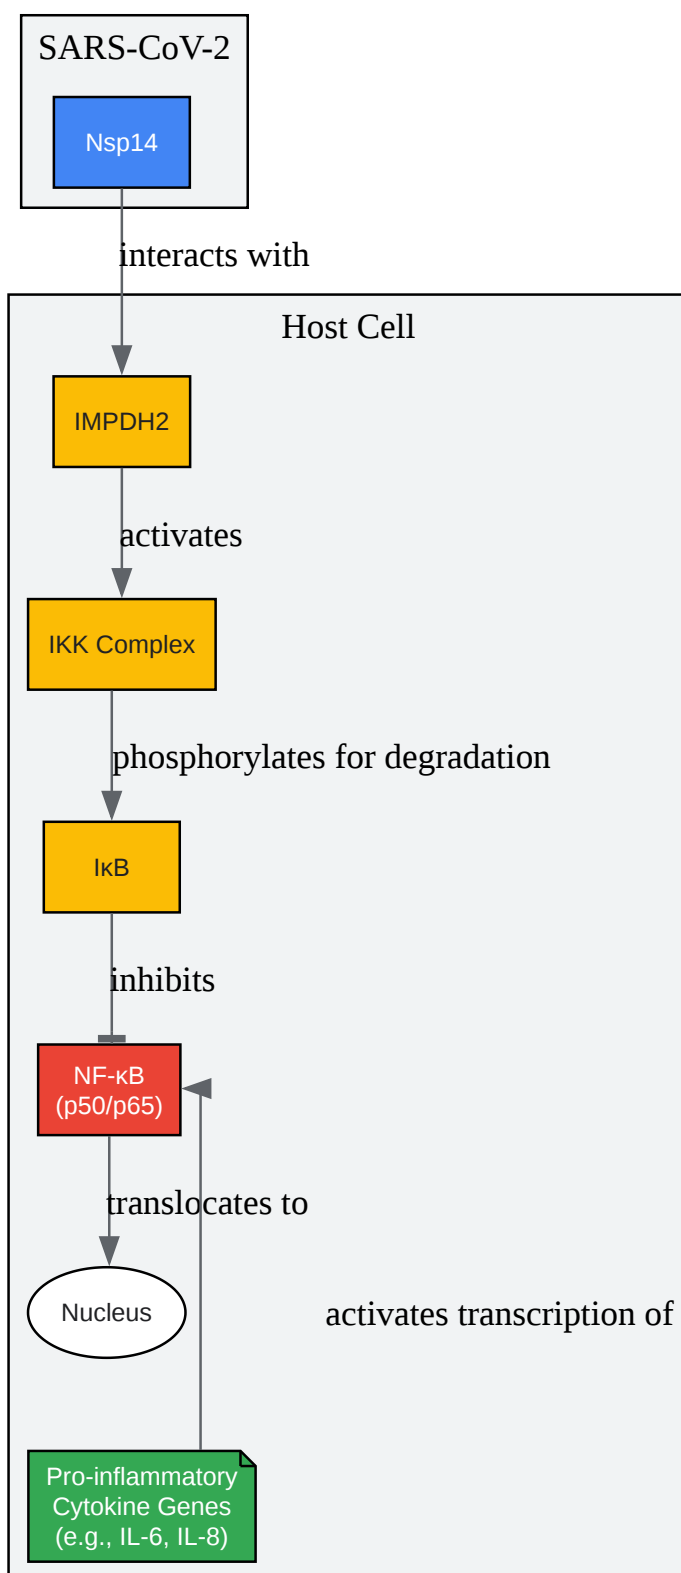 SARS-CoV-2
Nsp14
interacts with
Host Cell
IMPDH2
activates
IKK Complex
phosphorylates for degradation
IκB
inhibits
NF-κB
(p50/p65)
translocates to
Nucleus
activates transcription of
Pro-inflammatory
Cytokine Genes
(e.g., IL-6, IL-8)